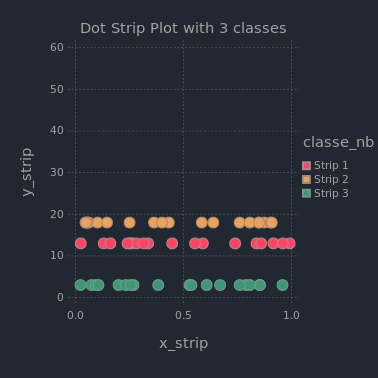 Dot Strip Plot with 3 classes
60
50
40
30
20
10
0
y_strip
0.0
0.5
1.0
x_strip
classe_nb
Strip 1
Strip 2
Strip 3